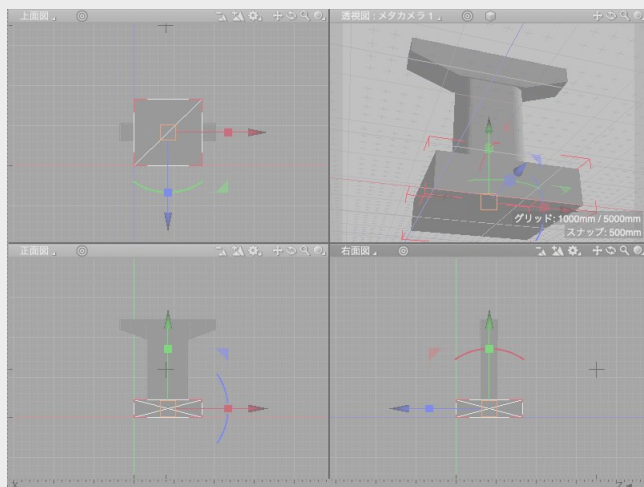 上面図
透視図 : メタカメラ 1
グリッド: 1000mm / 5000mm
スナップ: 500mm
正面図
右面図
X
Z